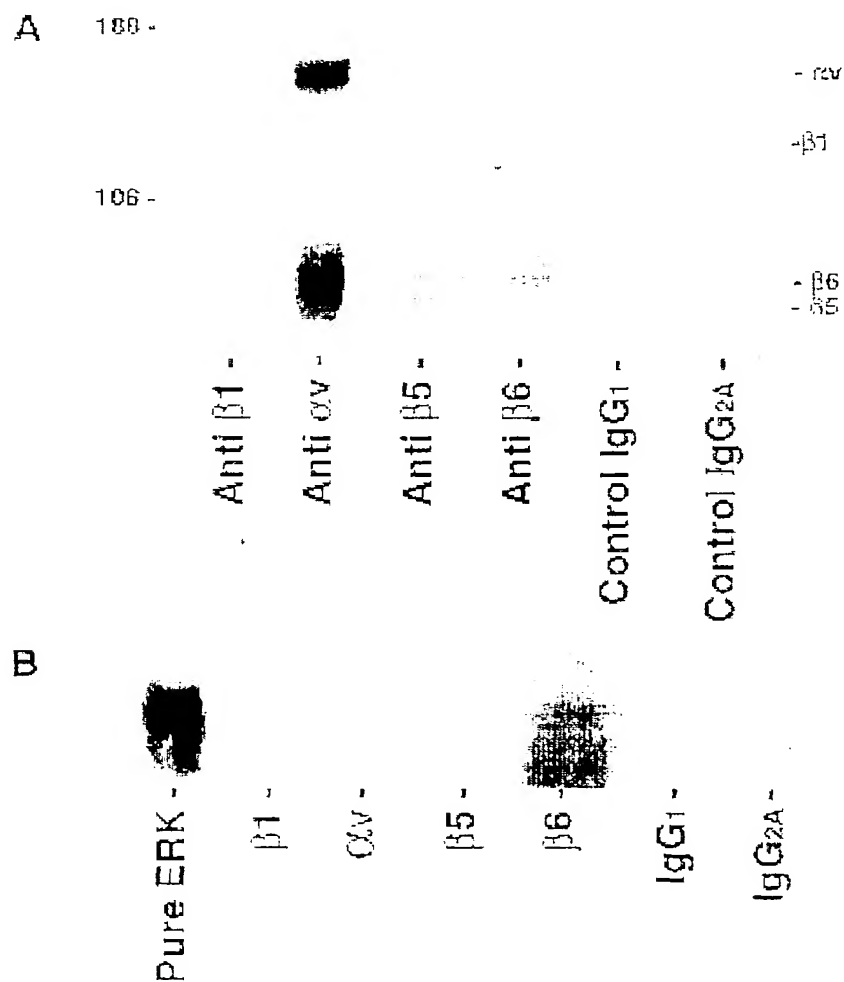 A
188 -
- αv
-β1
106 -
- β6
- β5
Anti β1 -
Anti αv -
Anti β5 -
Anti β6 -
Control IgG1 -
Control IgG2A -
B
Pure ERK -
β1 -
αv -
β5 -
β6 -
IgG1 -
IgG2A -